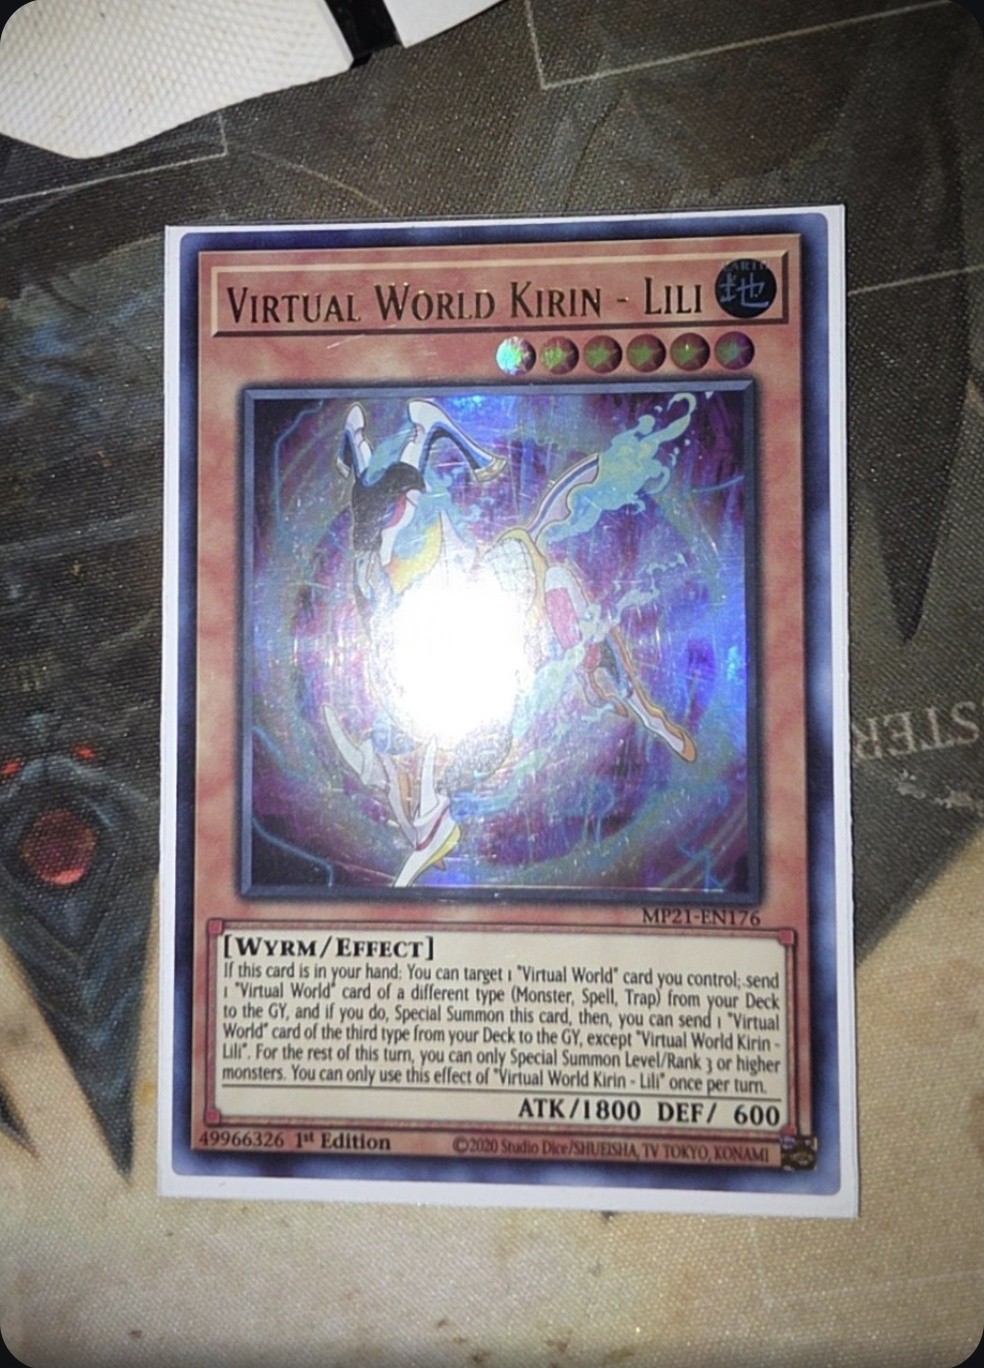 VIRTUAL WORLD KIRIN - LILI
地
MP21-EN176
[WYRM/EFFECT]
If this card is in your hand: You can target 1 "Virtual World" card you control; send
1 "Virtual World" card of a different type (Monster, Spell, Trap) from your Deck
to the GY, and if you do, Special Summon this card, then, you can send 1 "Virtual
World" card of the third type from your Deck to the GY, except "Virtual World Kirin -
Lili". For the rest of this turn, you can only Special Summon Level/Rank 3 or higher
monsters. You can only use this effect of "Virtual World Kirin - Lili" once per turn.
ATK/1800 DEF/ 600
49966326 1st Edition ©2020 Studio Dice/SHUEISHA, TV TOKYO, KONAMI